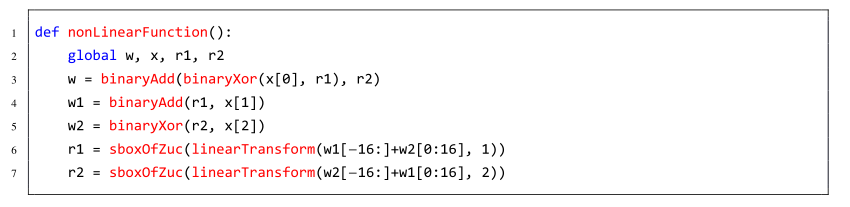 1 def nonLinearFunction():
2     global w, x, r1, r2
3     w = binaryAdd(binaryXor(x[0], r1), r2)
4     w1 = binaryAdd(r1, x[1])
5     w2 = binaryXor(r2, x[2])
6     r1 = sboxOfZuc(linearTransform(w1[−16:]+w2[0:16], 1))
7     r2 = sboxOfZuc(linearTransform(w2[−16:]+w1[0:16], 2))